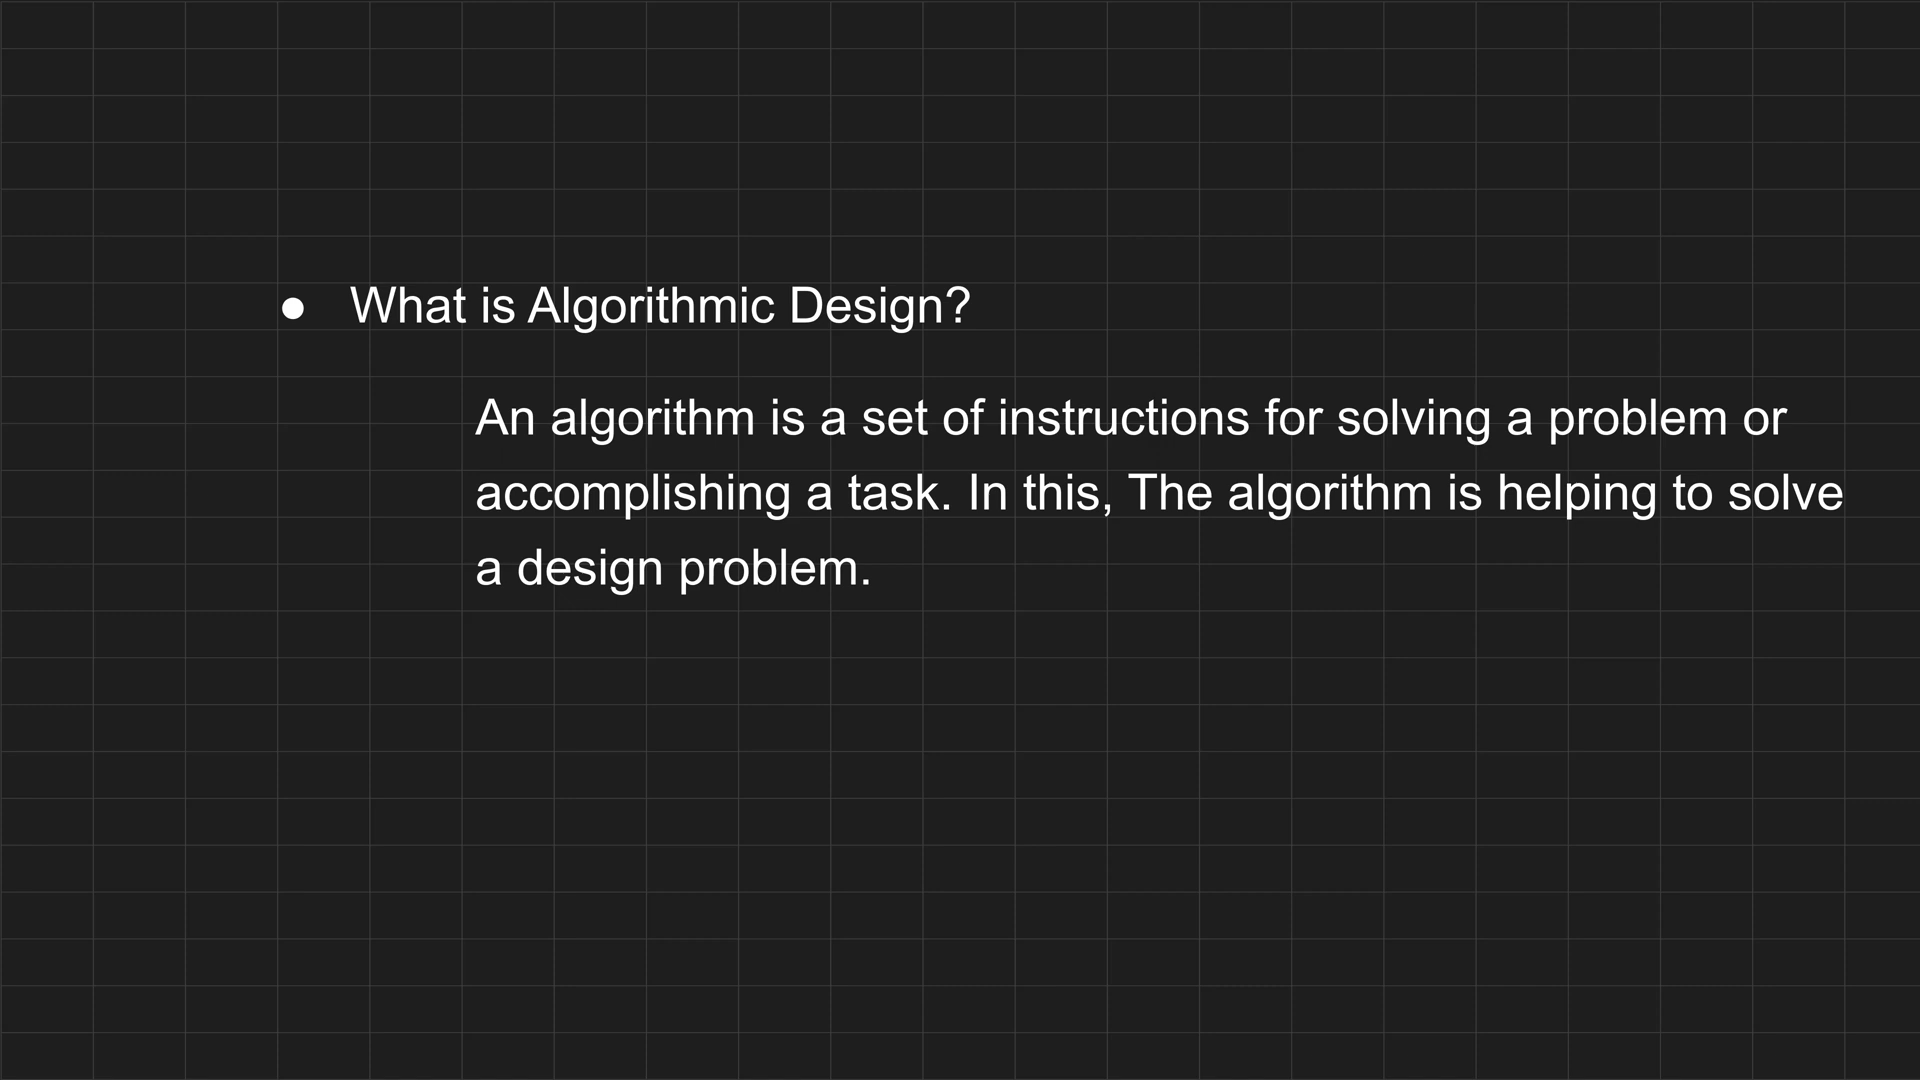 ● What is Algorithmic Design?
An algorithm is a set of instructions for solving a problem or
accomplishing a task. In this, The algorithm is helping to solve
a design problem.